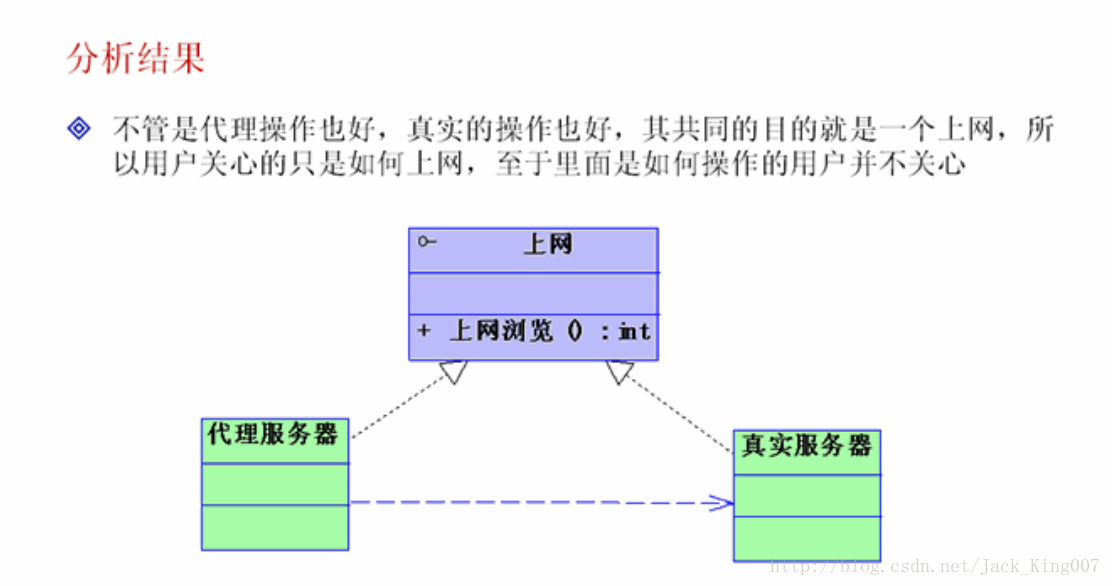 分析结果
不管是代理操作也好，真实的操作也好，其共同的目的就是一个上网，所
以用户关心的只是如何上网，至于里面是如何操作的用户并不关心
上网
+ 上网浏览 () : int
代理服务器
真实服务器
http://blog.csdn.net/Jack_King007